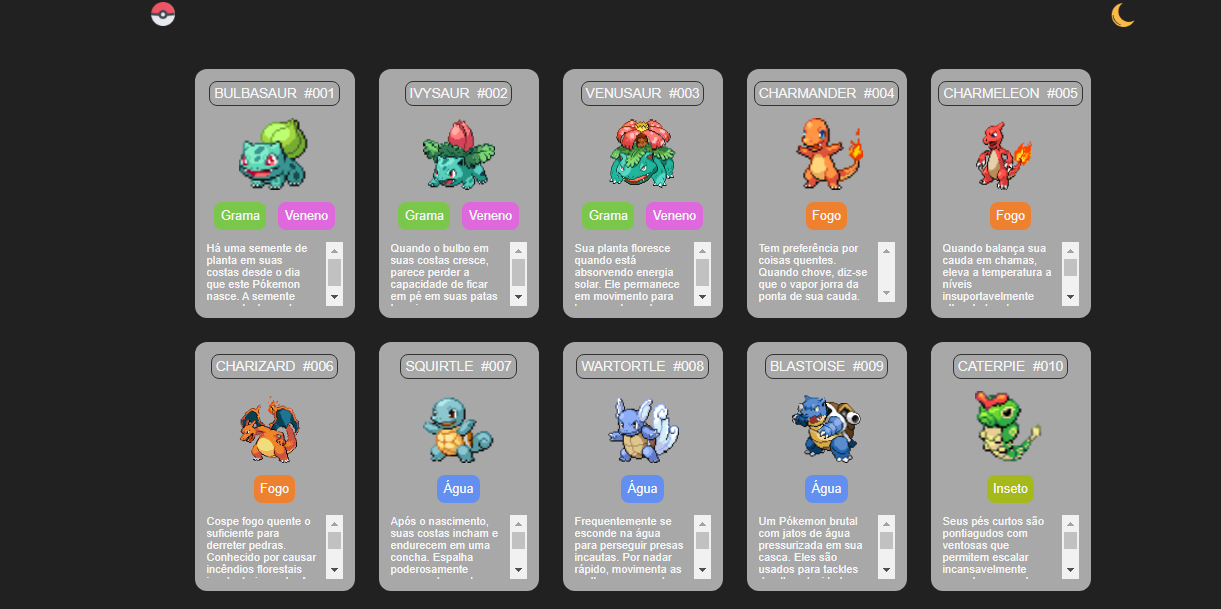 BULBASAUR #001
Grama Veneno
Há uma semente de
planta em suas
costas desde o dia
que este Pókemon
nasce. A semente
IVYSAUR #002
Grama Veneno
Quando o bulbo em
suas costas cresce,
parece perder a
capacidade de ficar
em pé em suas patas
VENUSAUR #003
Grama Veneno
Sua planta floresce
quando está
absorvendo energia
solar. Ele permanece
em movimento para
CHARMANDER #004
Fogo
Tem preferência por
coisas quentes.
Quando chove, diz-se
que o vapor jorra da
ponta de sua cauda.
CHARMELEON #005
Fogo
Quando balança sua
cauda em chamas,
eleva a temperatura a
níveis
insuportavelmente
CHARIZARD #006
Fogo
Cospe fogo quente o
suficiente para
derreter pedras.
Conhecido por causar
incêndios florestais
SQUIRTLE #007
Água
Após o nascimento,
suas costas incham e
endurecem em uma
concha. Espalha
poderosamente
WARTORTLE #008
Água
Frequentemente se
esconde na água
para perseguir presas
incautas. Por nadar
rápido, movimenta as
BLASTOISE #009
Água
Um Pókemon brutal
com jatos de água
pressurizada em sua
casca. Eles são
usados para tackles
CATERPIE #010
Inseto
Seus pés curtos são
pontiagudos com
ventosas que
permitem escalar
incansavelmente